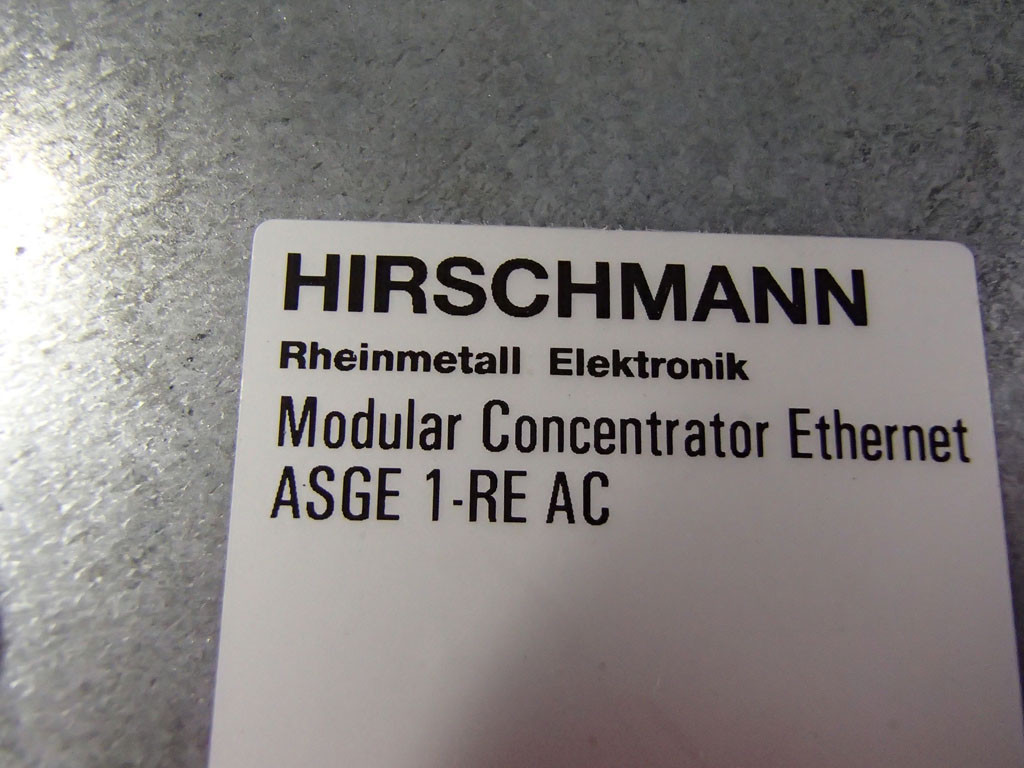 HIRSCHMANN
Rheinmetall Elektronik
Modular Concentrator Ethernet
ASGE 1-RE AC